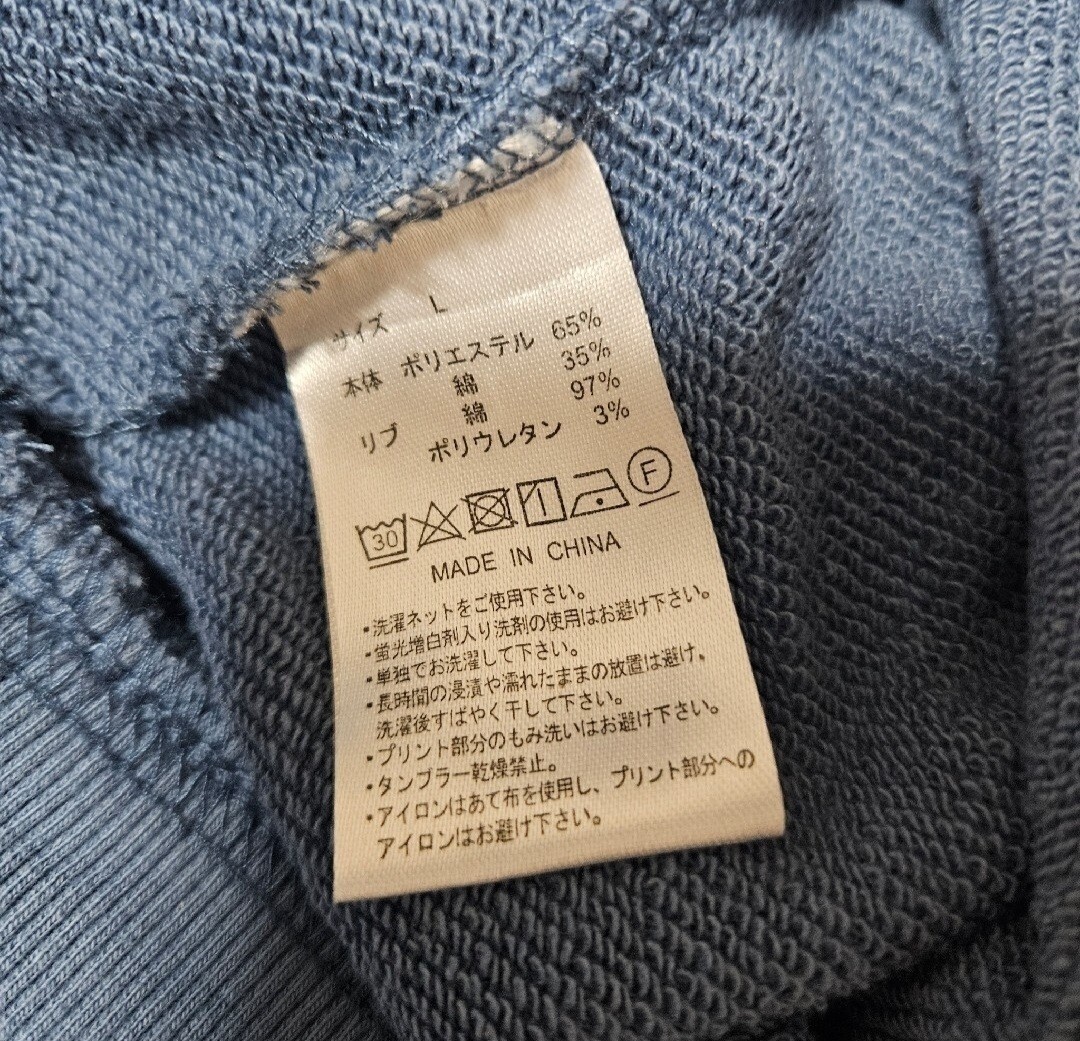 サイズ L
本体 ポリエステル 65%
綿 35%
リブ 綿 97%
ポリウレタン 3%
30 F
MADE IN CHINA
・洗濯ネットをご使用下さい。
・蛍光増白剤入り洗剤の使用はお避け下さい。
・単独でお洗濯して下さい。
・長時間の浸漬や濡れたままの放置は避け、
洗濯後すばやく干して下さい。
・プリント部分のもみ洗いはお避け下さい。
・タンブラー乾燥禁止。
・アイロンはあて布を使用し、プリント部分への
アイロンはお避け下さい。